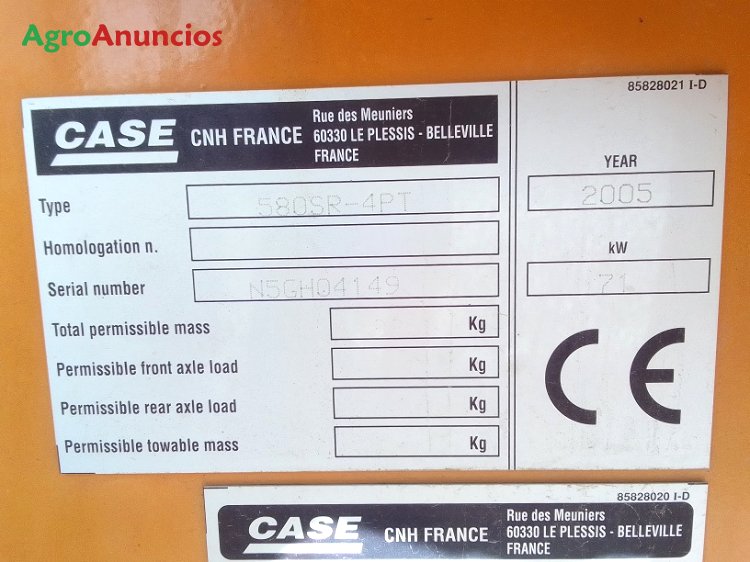 AgroAnuncios
85828021 I-D
CASE CNH FRANCE
Rue des Meuniers
60330 LE PLESSIS - BELLEVILLE
FRANCE
Type 580SR-4PT
Homologation n.
Serial number N5GH04149
Total permissible mass Kg
Permissible front axle load Kg
Permissible rear axle load Kg
Permissible towable mass Kg
YEAR
2005
kW
71
CE
85828020 I-D
CASE CNH FRANCE
Rue des Meuniers
60330 LE PLESSIS - BELLEVILLE
FRANCE